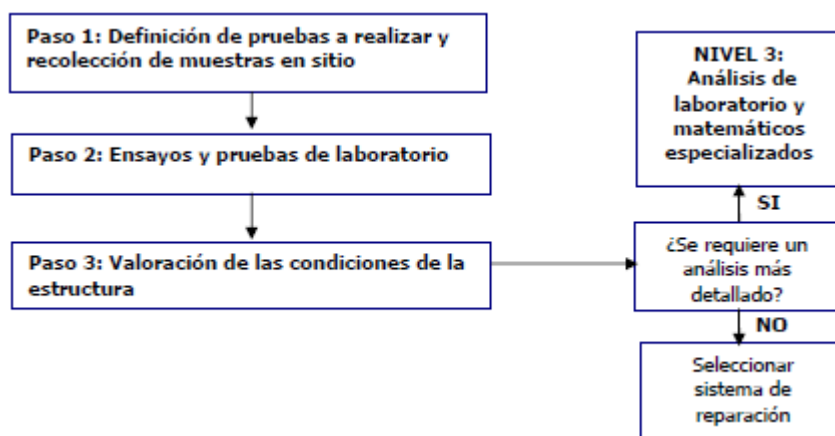 Paso 1: Definición de pruebas a realizar y
recolección de muestras en sitio
Paso 2: Ensayos y pruebas de laboratorio
Paso 3: Valoración de las condiciones de la
estructura
NIVEL 3:
Análisis de
laboratorio y
matemáticos
especializados
SI
¿Se requiere un
análisis más
detallado?
NO
Seleccionar
sistema de
reparación